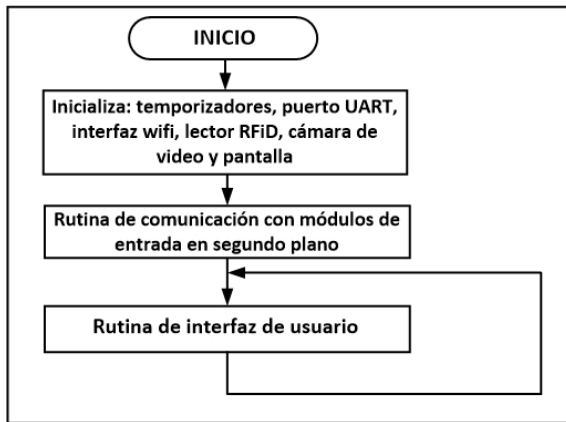 INICIO
Inicializa: temporizadores, puerto UART,
interfaz wifi, lector RFiD, cámara de
video y pantalla
Rutina de comunicación con módulos de
entrada en segundo plano
Rutina de interfaz de usuario